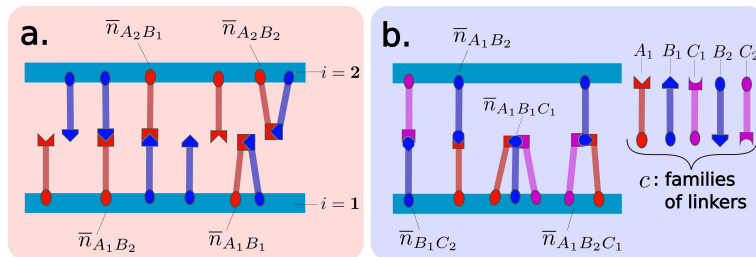 a.
n̅_{A₂B₁} n̅_{A₂B₂}
i = 2
i = 1
n̅_{A₁B₂} n̅_{A₁B₁}
b.
n̅_{A₁B₂}
n̅_{A₁B₁C₁}
n̅_{B₁C₂} n̅_{A₁B₂C₁}
A₁ B₁ C₁ B₂ C₂
c : families
of linkers